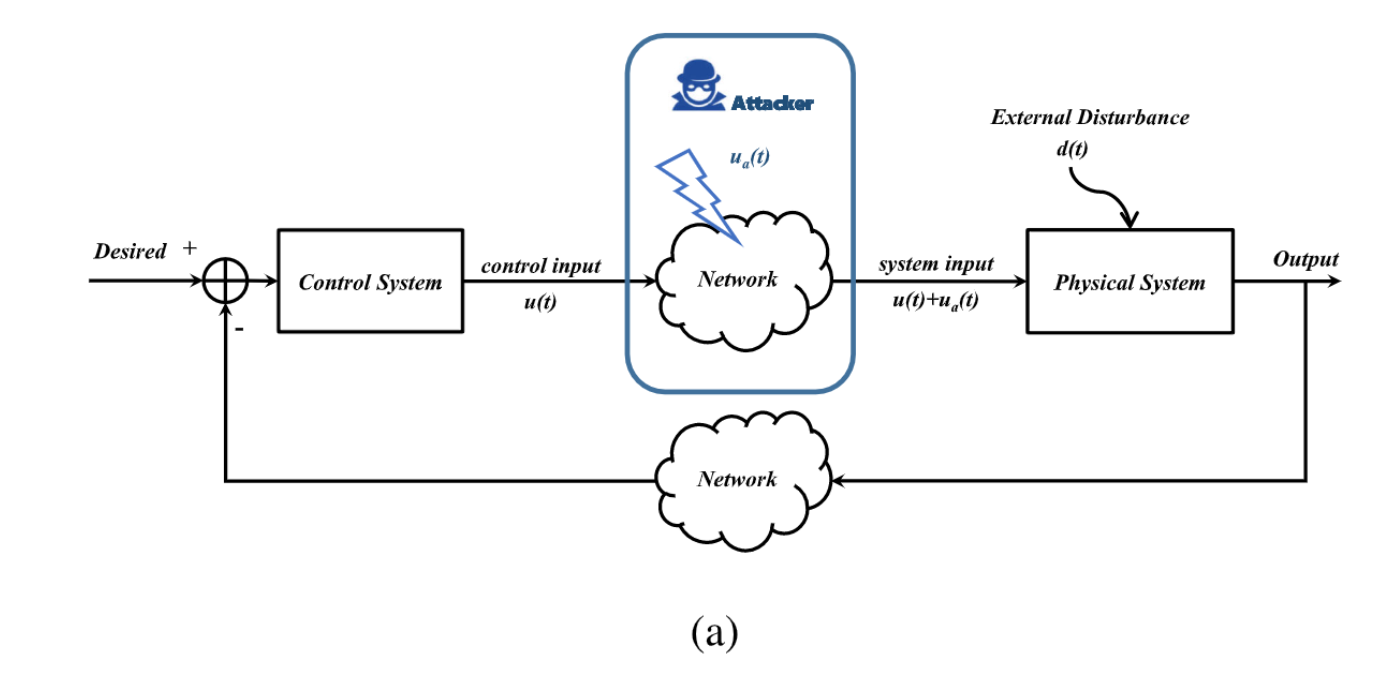 Attacker
u_a(t)
External Disturbance
d(t)
Desired +
Control System
control input
u(t)
Network
system input
u(t)+u_a(t)
Physical System
Output
-
Network
(a)